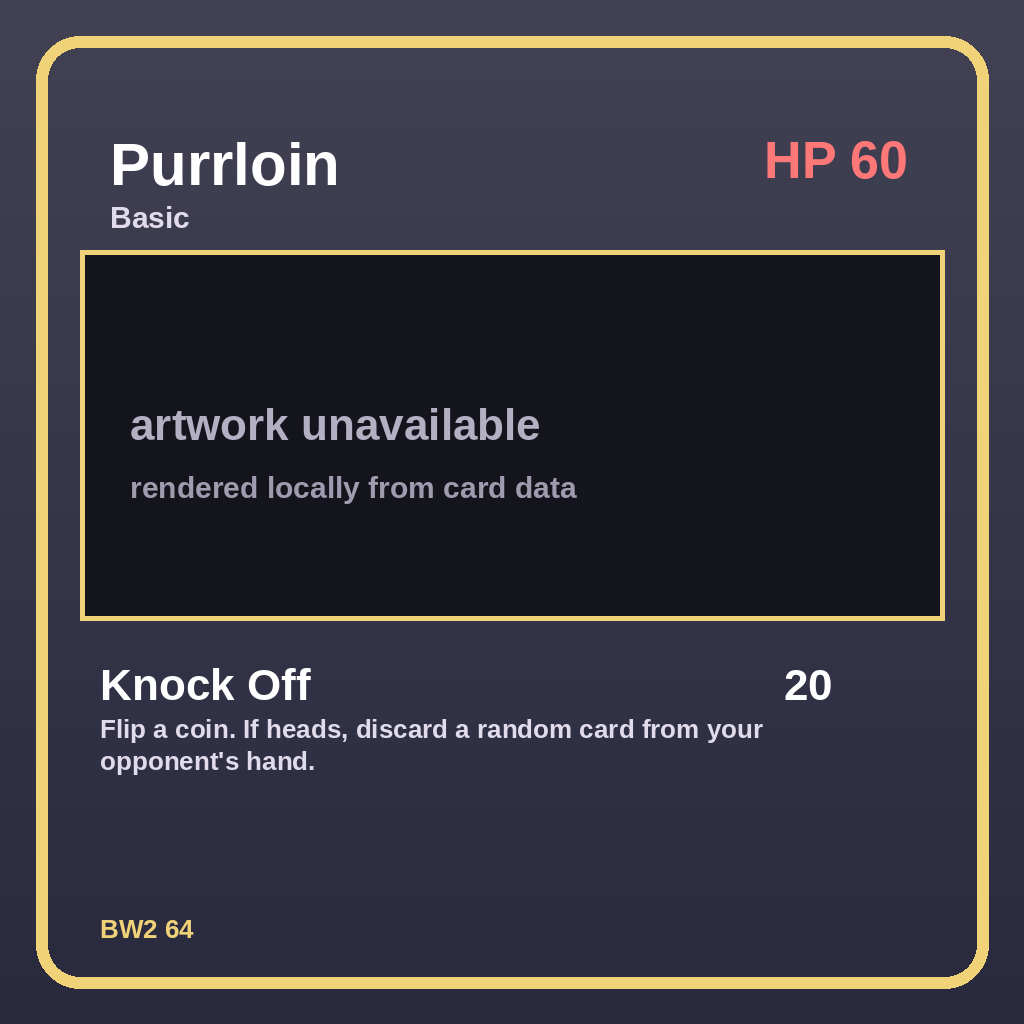 Purrloin
HP 60
Basic
artwork unavailable
rendered locally from card data
Knock Off
20
Flip a coin. If heads, discard a random card from your
opponent's hand.
BW2 64